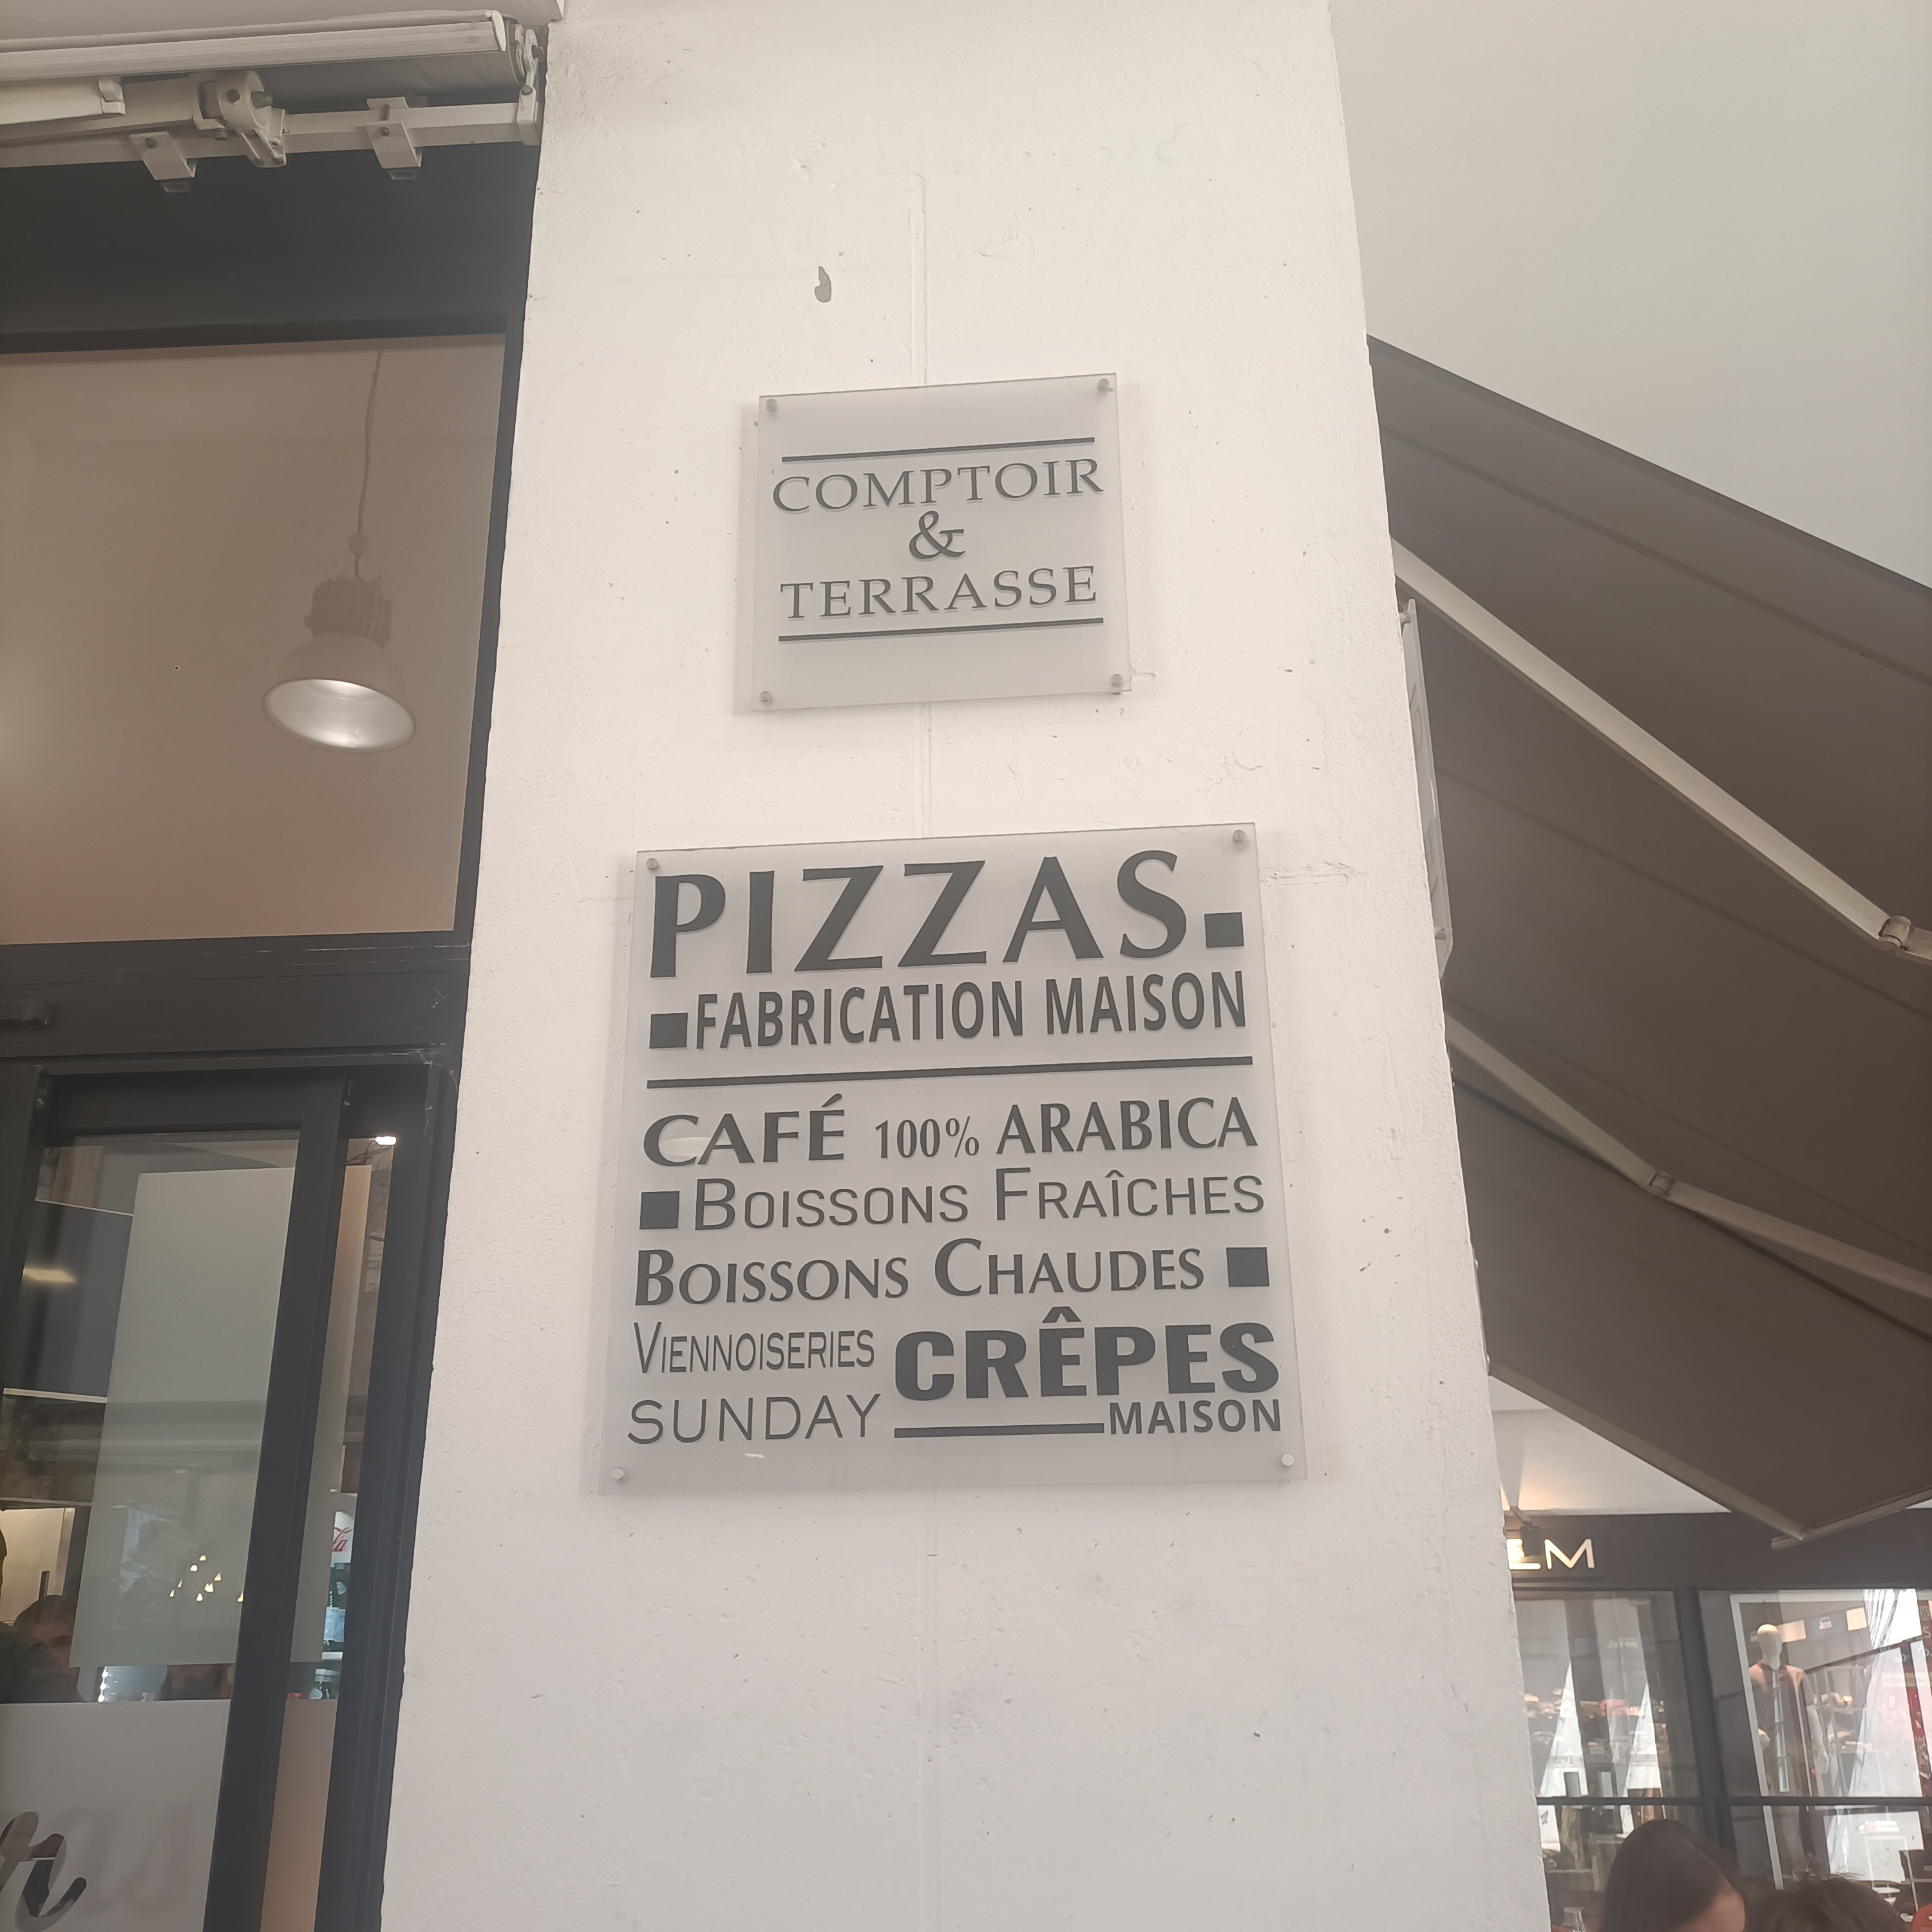 COMPTOIR
&
TERRASSE
PIZZAS
FABRICATION MAISON
CAFÉ 100% ARABICA
BOISSONS FRAÎCHES
BOISSONS CHAUDES
VIENNOISERIES CRÊPES
SUNDAY MAISON
LM